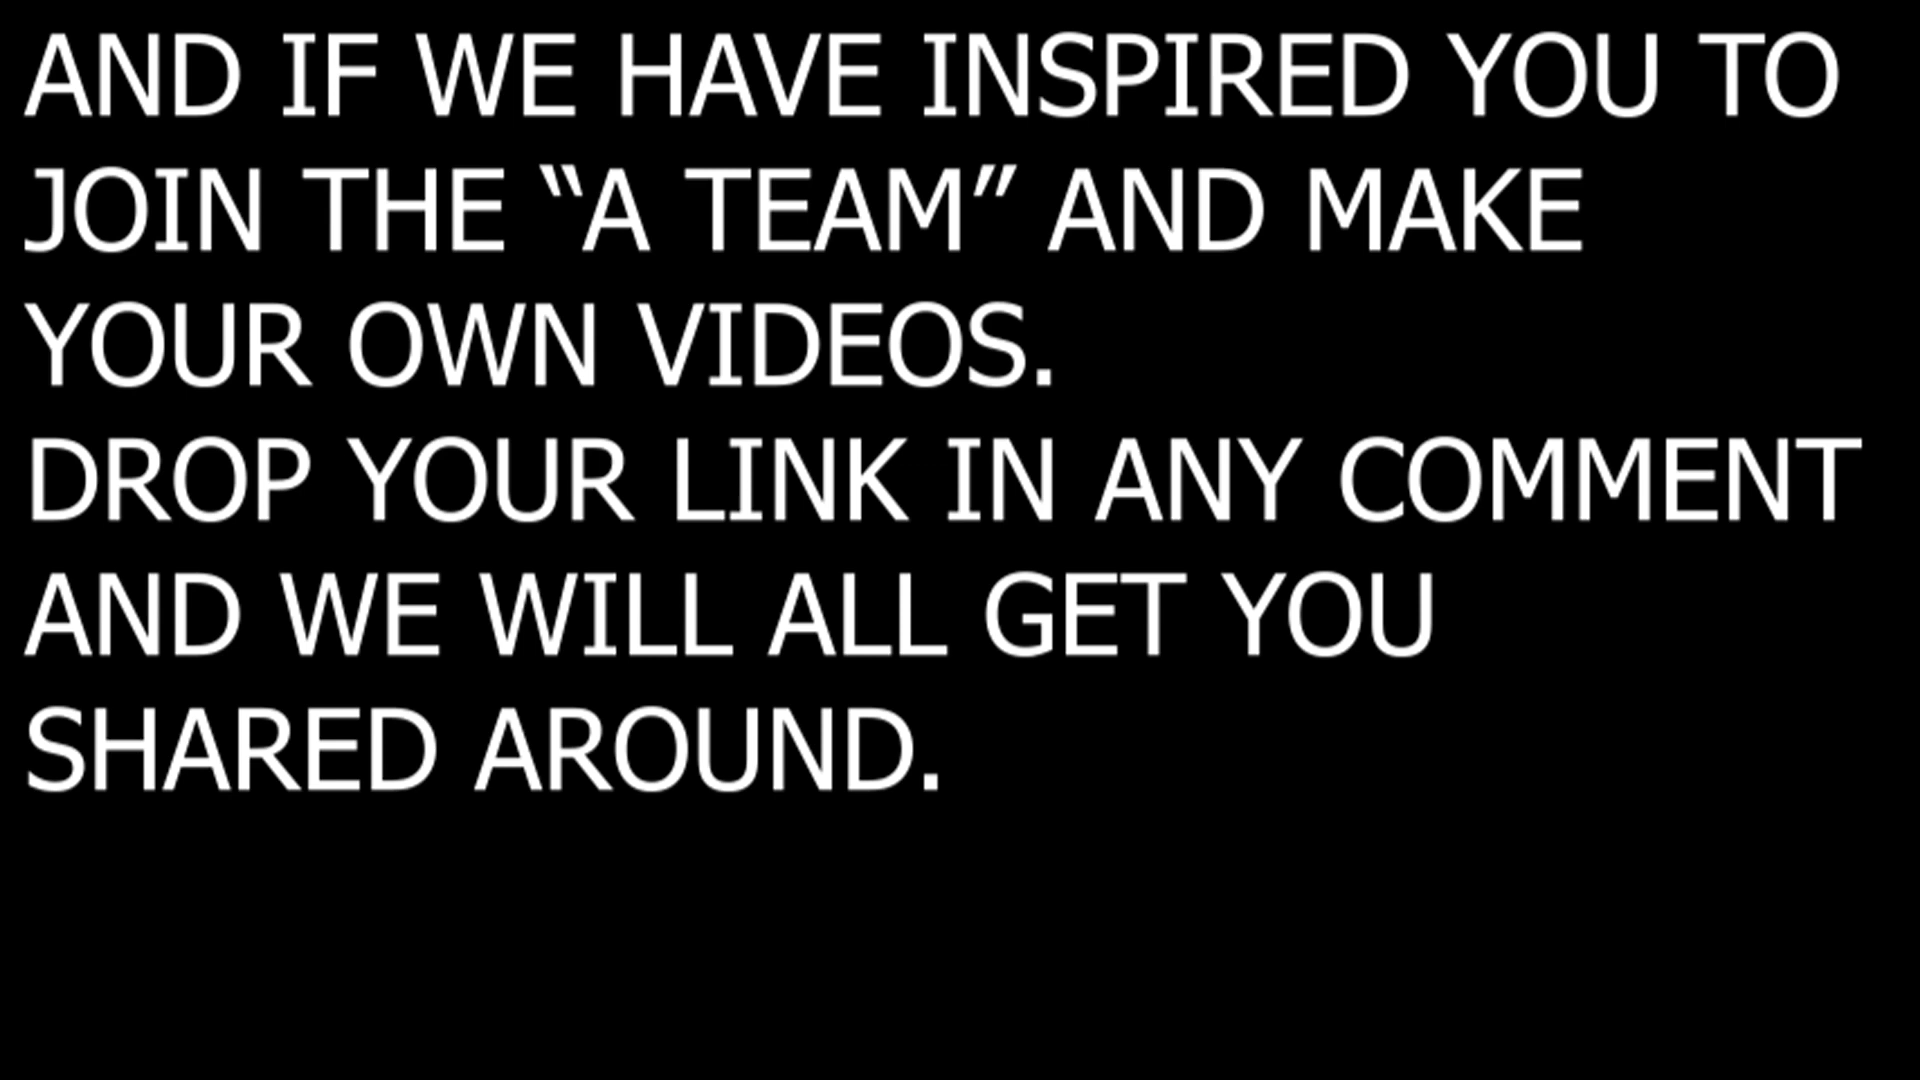 AND IF WE HAVE INSPIRED YOU TO
JOIN THE “A TEAM” AND MAKE
YOUR OWN VIDEOS.
DROP YOUR LINK IN ANY COMMENT
AND WE WILL ALL GET YOU
SHARED AROUND.